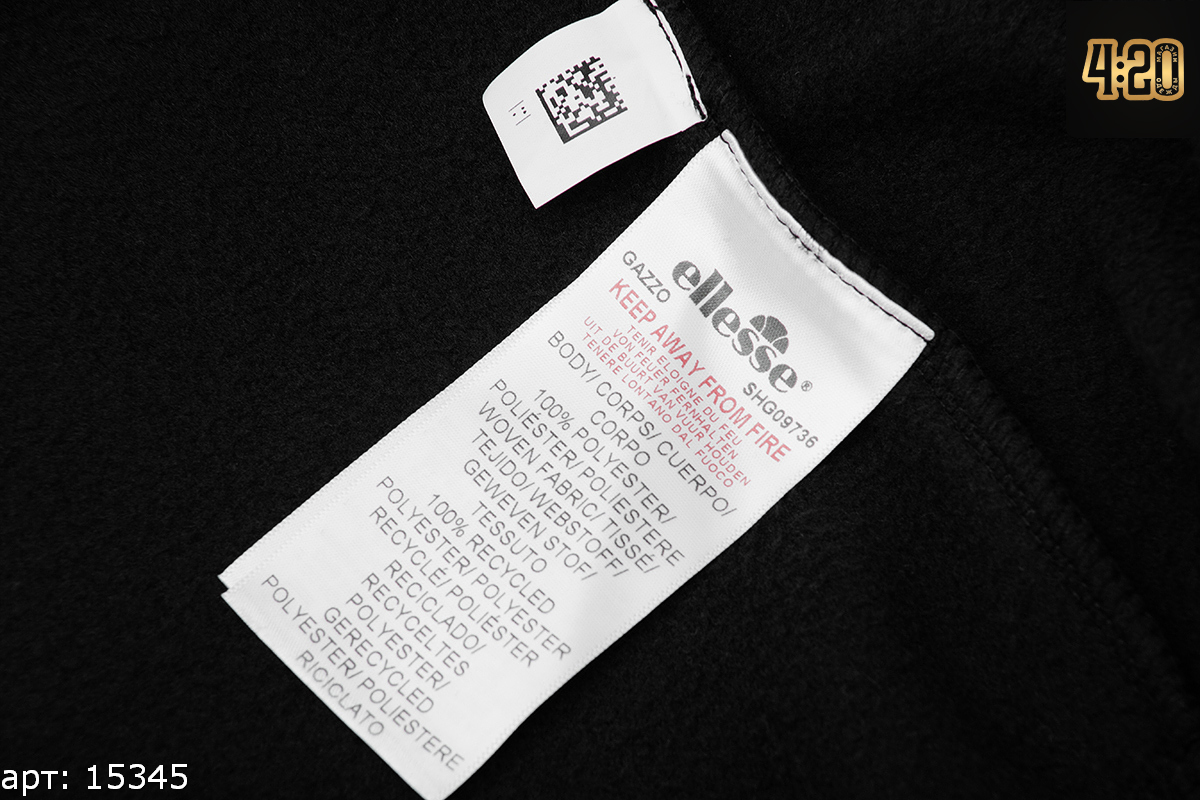 4:20
ellesse®
GAZZO
SHG09736
KEEP AWAY FROM FIRE
TENIR ELOIGNE DU FEU
VON FEUER FERNHALTEN
UIT DE BUURT VAN VUUR HOUDEN
TENERE LONTANO DAL FUOCO
BODY/ CORPS/ CUERPO/
CORPO
100% POLYESTER/
POLIÉSTER/ POLIESTERE
WOVEN FABRIC/ TISSÉ/
TEJIDO/ WEBSTOFF/
GEWEVEN STOF/
TESSUTO
100% RECYCLED
POLYESTER/ POLYESTER
RECYCLÉ/ POLIÉSTER
RECICLADO/
RECYCELTES
POLYESTER/
GERECYCLED
POLYESTER/ POLIESTERE
RICICLATO
арт: 15345